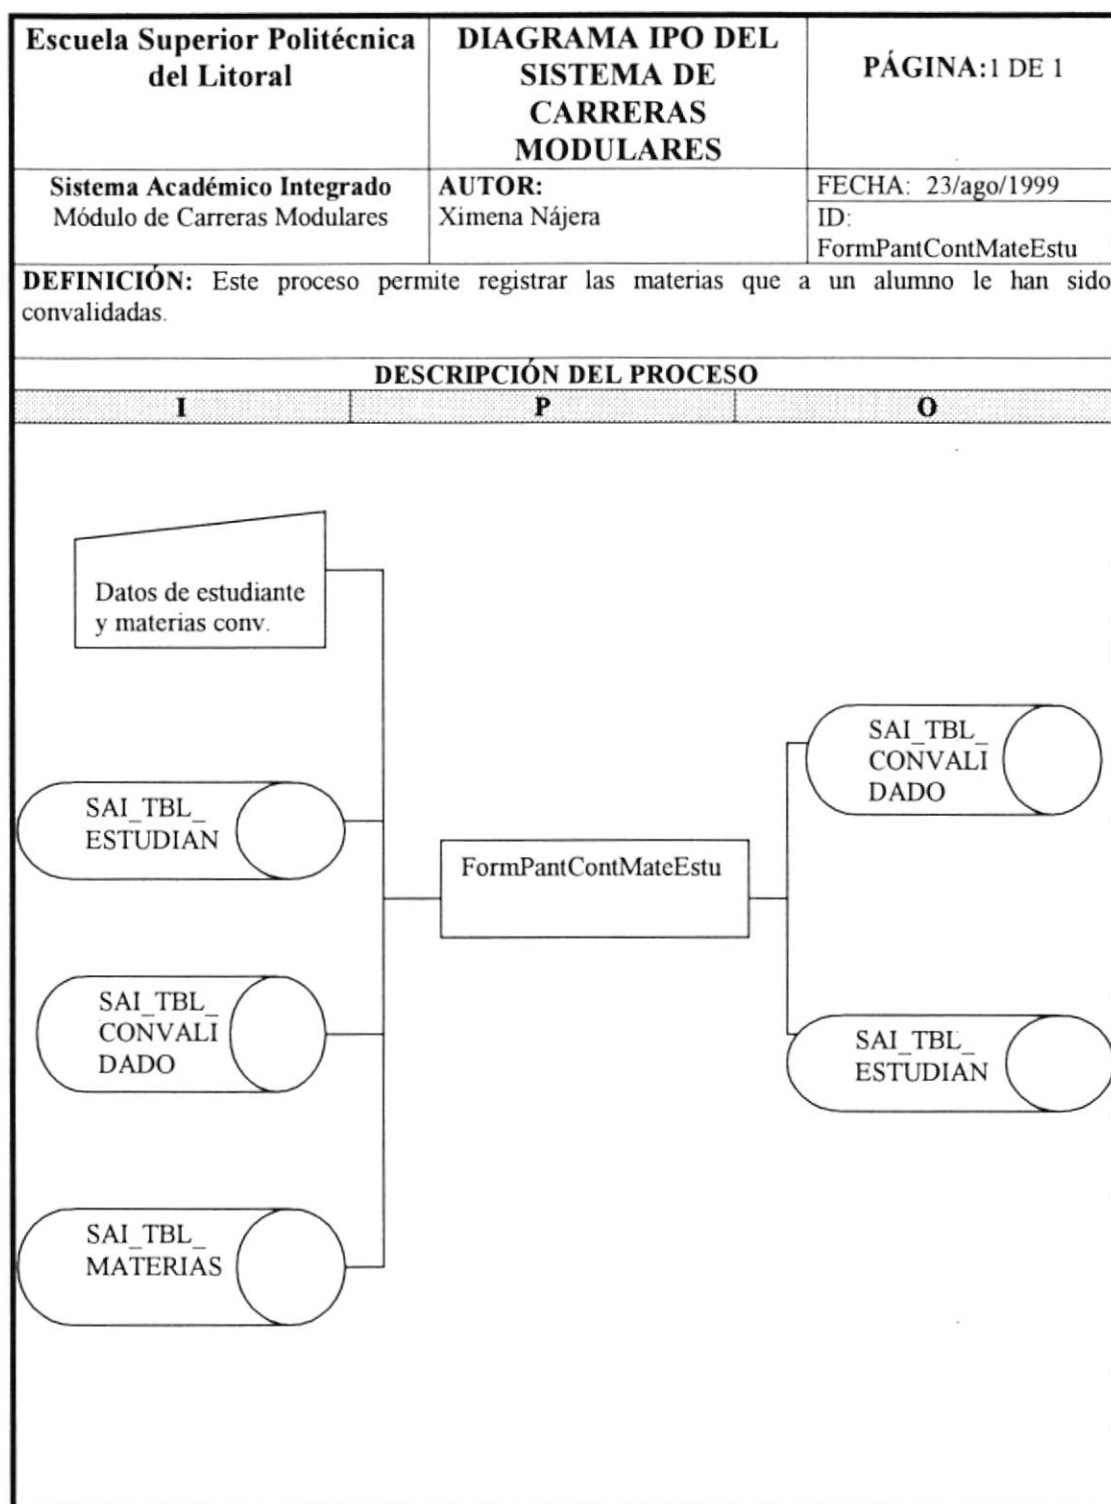 Escuela Superior Politécnica
del Litoral
DIAGRAMA IPO DEL
SISTEMA DE
CARRERAS
MODULARES
PÁGINA:1 DE 1
Sistema Académico Integrado
Módulo de Carreras Modulares
AUTOR:
Ximena Nájera
FECHA: 23/ago/1999
ID:
FormPantContMateEstu
DEFINICIÓN: Este proceso permite registrar las materias que a un alumno le han sido
convalidadas.
DESCRIPCIÓN DEL PROCESO
I P O
Datos de estudiante
y materias conv.
SAI_TBL_
ESTUDIAN
SAI_TBL_
CONVALI
DADO
SAI_TBL_
MATERIAS
FormPantContMateEstu
SAI_TBL_
CONVALI
DADO
SAI_TBL_
ESTUDIAN